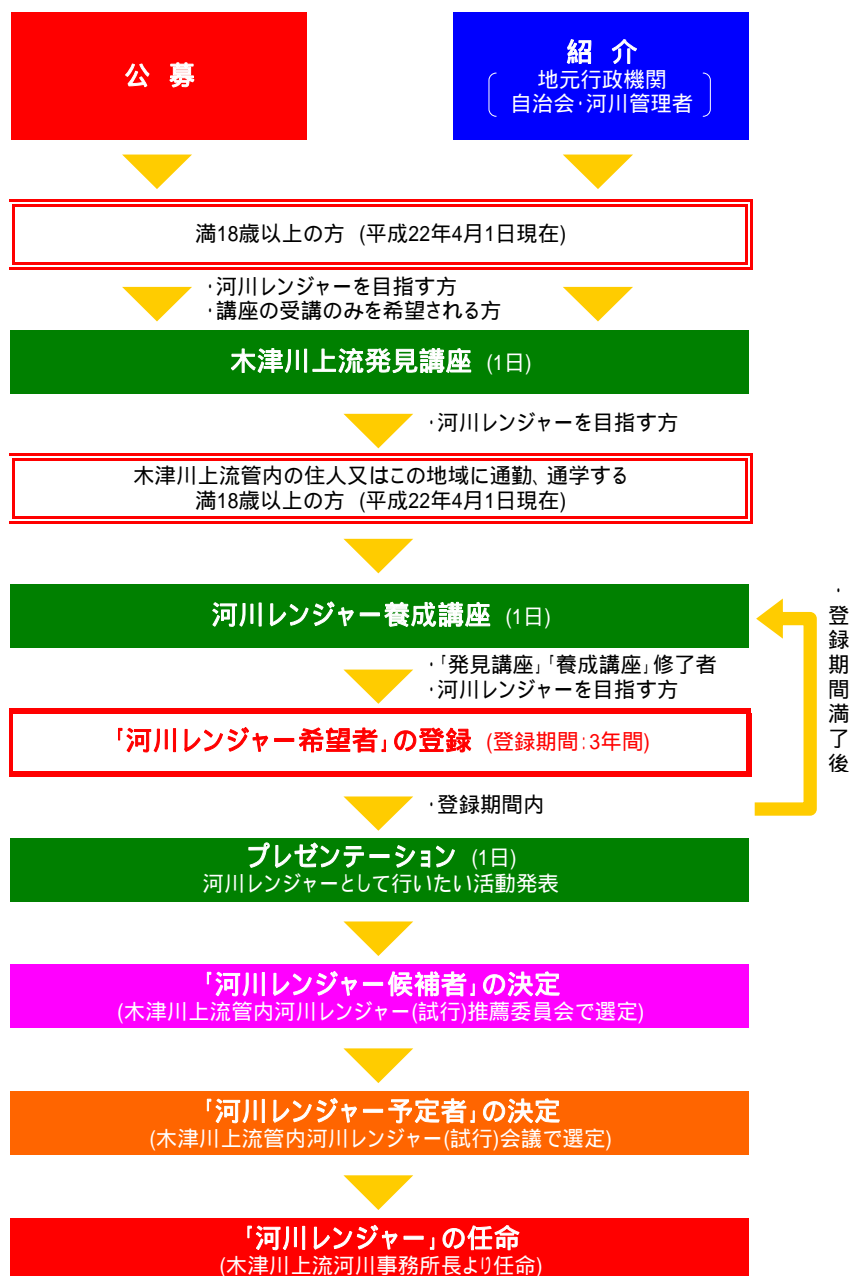 公 募
紹 介
地元行政機関
自治会・河川管理者
満18歳以上の方 (平成22年4月1日現在)
・河川レンジャーを目指す方
・講座の受講のみを希望される方
木津川上流発見講座 (1日)
・河川レンジャーを目指す方
木津川上流管内の住人又はこの地域に通勤、通学する
満18歳以上の方 (平成22年4月1日現在)
河川レンジャー養成講座 (1日)
・「発見講座」「養成講座」修了者
・河川レンジャーを目指す方
「河川レンジャー希望者」の登録 (登録期間:3年間)
・登録期間内
・登録期間満了後
プレゼンテーション (1日)
河川レンジャーとして行いたい活動発表
「河川レンジャー候補者」の決定
(木津川上流管内河川レンジャー(試行)推薦委員会で選定)
「河川レンジャー予定者」の決定
(木津川上流管内河川レンジャー(試行)会議で選定)
「河川レンジャー」の任命
(木津川上流河川事務所長より任命)